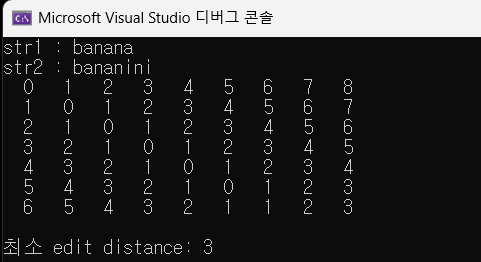 Microsoft Visual Studio 디버그 콘솔
str1 : banana
str2 : bananini
0 1 2 3 4 5 6 7 8
1 0 1 2 3 4 5 6 7
2 1 0 1 2 3 4 5 6
3 2 1 0 1 2 3 4 5
4 3 2 1 0 1 2 3 4
5 4 3 2 1 0 1 2 3
6 5 4 3 2 1 1 2 3
최소 edit distance: 3